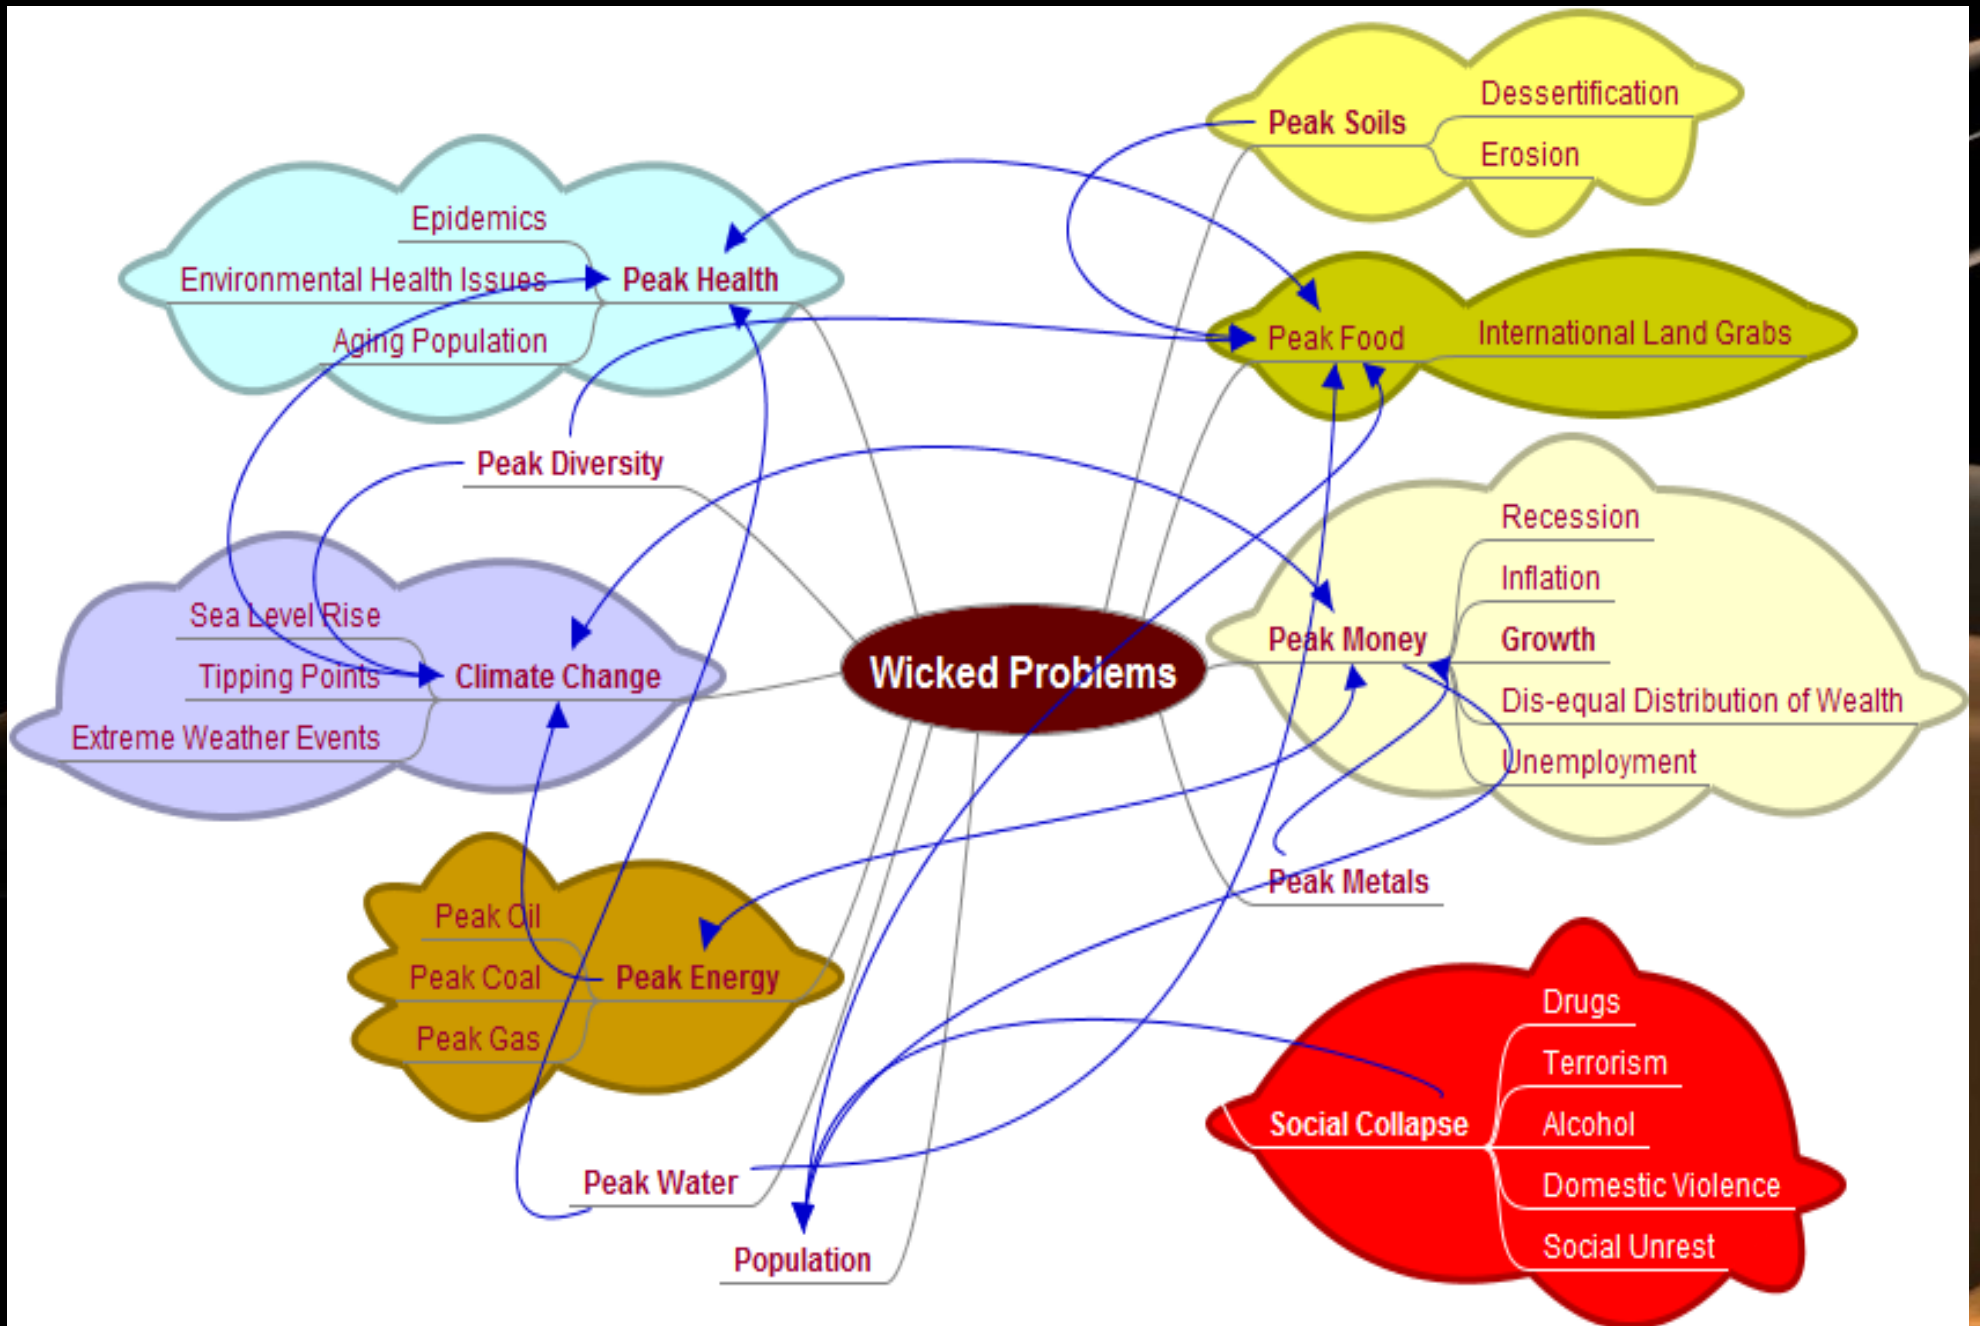 Epidemics
Environmental Health Issues
Aging Population
Peak Health
Peak Diversity
Sea Level Rise
Tipping Points
Extreme Weather Events
Climate Change
Peak Oil
Peak Coal
Peak Gas
Peak Energy
Peak Water
Population
Wicked Problems
Peak Soils
Dessertification
Erosion
Peak Food
International Land Grabs
Peak Money
Recession
Inflation
Growth
Dis-equal Distribution of Wealth
Unemployment
Peak Metals
Social Collapse
Drugs
Terrorism
Alcohol
Domestic Violence
Social Unrest